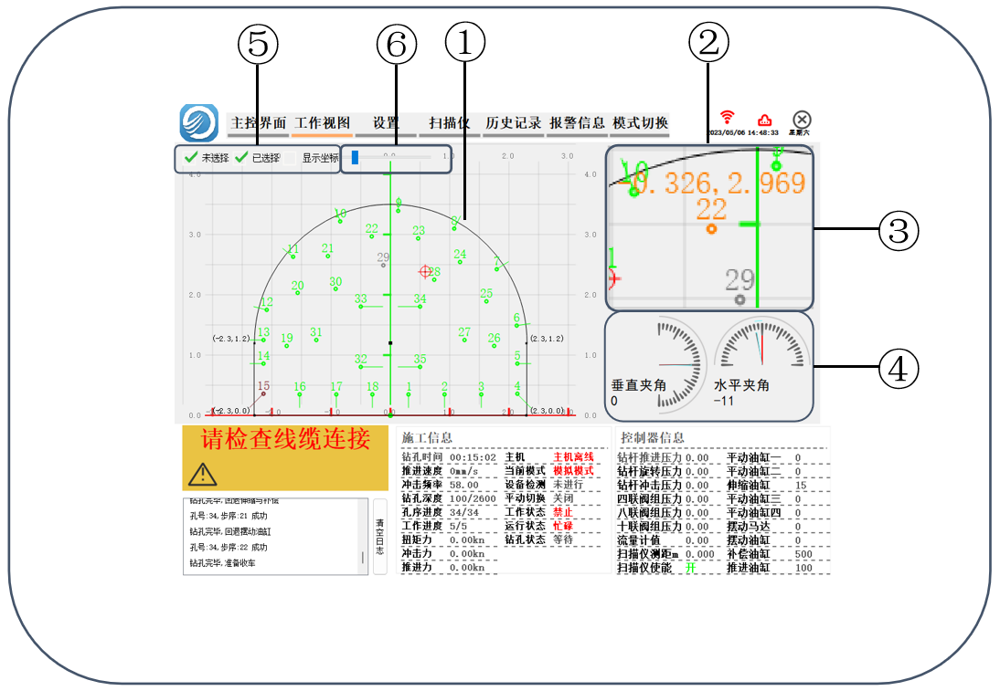 ⑤ ⑥ ① ②
主控界面 工作视图 设置 扫描仪 历史记录 报警信息 模式切换
2023/05/06 14:48:33 星期六
未选择 已选择 显示坐标
0.0 1.0 2.0 3.0
4.0 4.0
3.0 3.0
2.0 2.0
1.0 1.0
0.0 0.0
10 9 8
22 23
11 21 29 24 7
28
20 30 25
12 33 34 6
(-2.3,1.2) 13 19 31 27 26 (2.3,1.2)
14 32 35 5
15 16 17 18 1 2 3 4
(-2.3,0.0) (2.3,0.0)
10 9
-0.326,2.969
22
1
29
③
垂直夹角 水平夹角
0 -11
④
请检查线缆连接
钻孔完毕,回退伸缩与补偿
孔号:34,步序:21 成功
钻孔完毕,回退摆动油缸
孔号:34,步序:22 成功
钻孔完毕,准备收车
清空日志
施工信息
钻孔时间 00:15:02 主机 主机离线
推进速度 0mm/s 当前模式 模拟模式
冲击频率 58.00 设备检测 未进行
钻孔深度 100/2600 平动切换 关闭
孔序进度 34/34 工作状态 禁止
工作进度 5/5 运行状态 忙碌
扭矩力 0.00kn 钻孔状态 等待
冲击力 0.00kn
推进力 0.00kn
控制器信息
钻杆推进压力 0.00 平动油缸一 0
钻杆旋转压力 0.00 平动油缸二 0
钻杆冲击压力 0.00 伸缩油缸 15
四联阀组压力 0.00 平动油缸三 0
八联阀组压力 0.00 平动油缸四 0
十联阀组压力 0.00 摆动马达 0
流量计值 0.00 摆动油缸 0
扫描仪测距m 0.000 补偿油缸 500
扫描仪使能 开 推进油缸 100